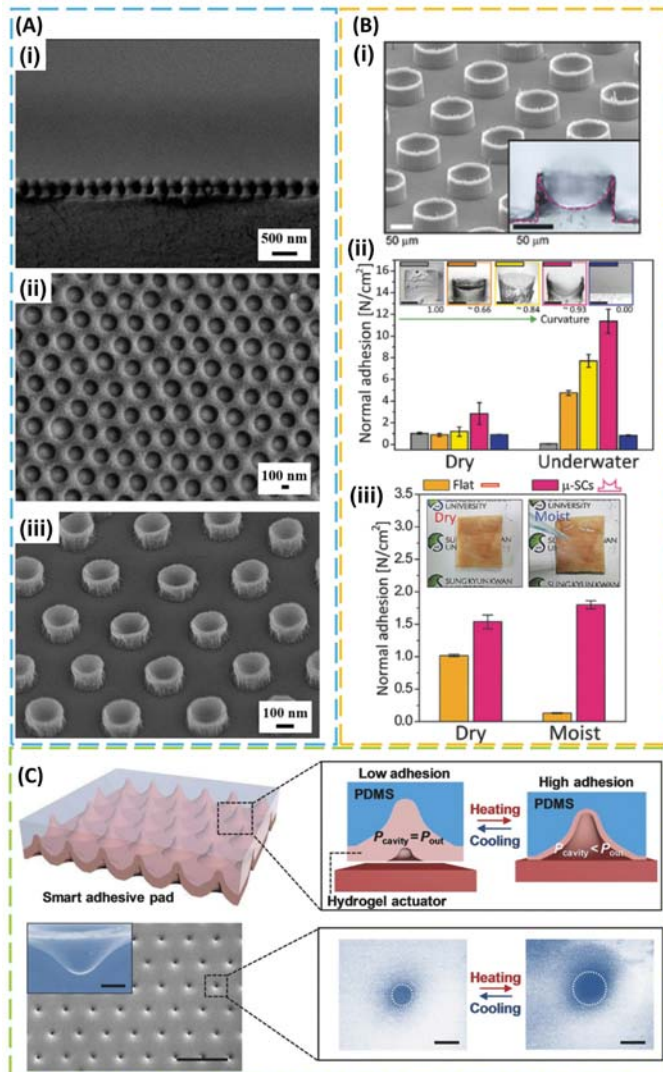 (A)
(i)
500 nm
(ii)
100 nm
(iii)
100 nm
(B)
(i)
50 μm
50 μm
(ii)
Normal adhesion [N/cm²]
16
14
12
10
8
6
4
2
0
1.00
~0.66
~0.84
~0.93
0.00
Curvature
Dry
Underwater
Flat
μ-SCs
(iii)
Normal adhesion [N/cm²]
3.5
3.0
2.5
2.0
1.5
1.0
0.5
0.0
UNIVERSITY
Dry
SUNGKYUNKWAN
UNIVERSITY
Moist
SUNGKYUNKWAN
Dry
Moist
(C)
Smart adhesive pad
Low adhesion
PDMS
Pcavity = Pout
Hydrogel actuator
Heating
Cooling
High adhesion
PDMS
Pcavity < Pout
Heating
Cooling